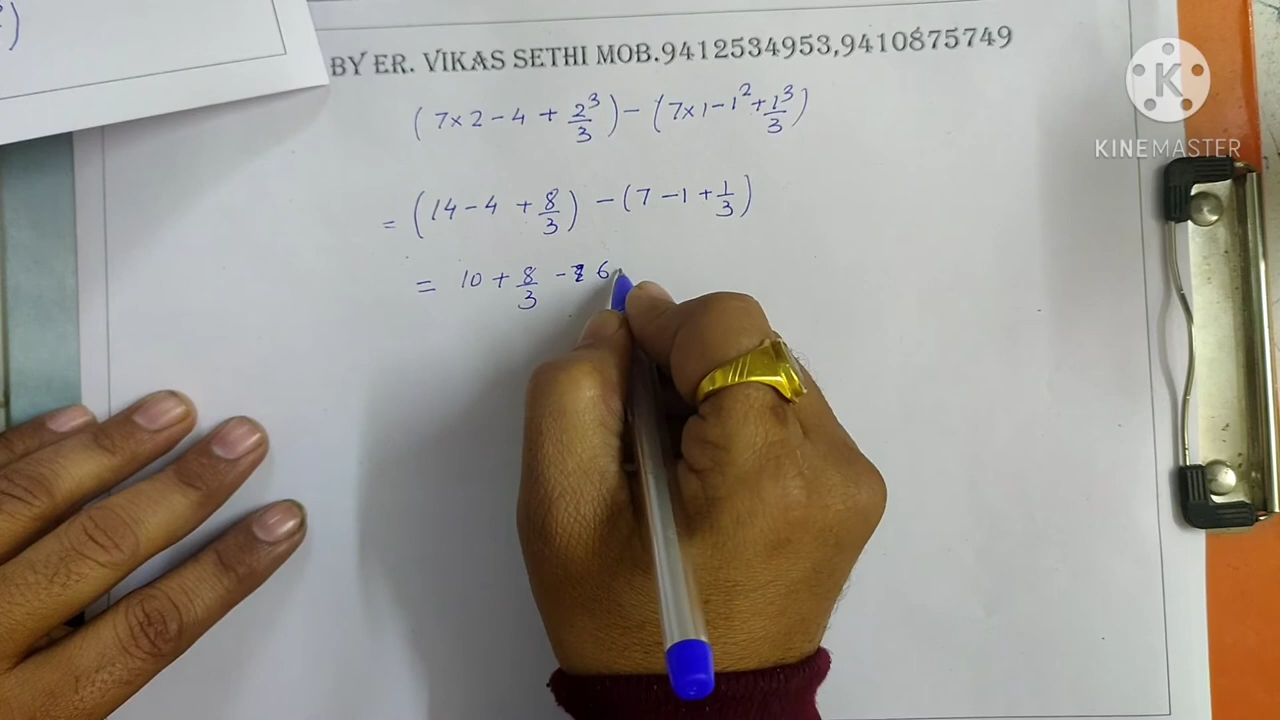 BY ER. VIKAS SETHI MOB.9412534953,9410875749
K
KINEMASTER
(7×2-4+2³/3)-(7×1-1²+1³/3)
=(14-4+8/3)-(7-1+1/3)
=10+8/3-6